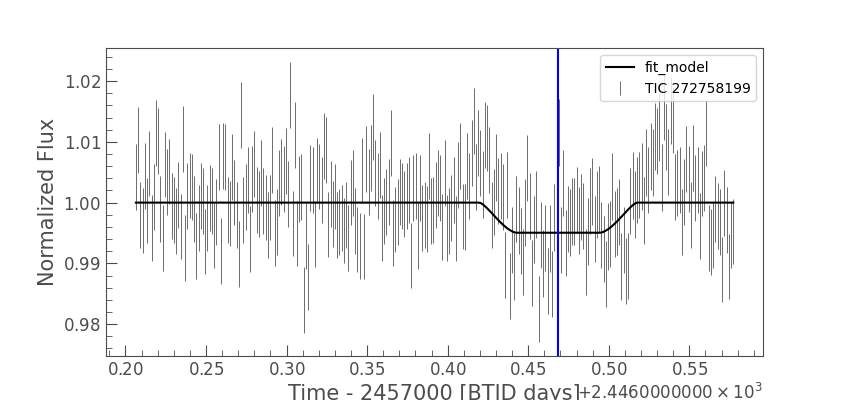 fit_model
TIC 272758199
1.02
1.01
1.00
0.99
0.98
Normalized Flux
0.20 0.25 0.30 0.35 0.40 0.45 0.50 0.55
Time - 2457000 [BTJD days]
+2.4460000000 × 10³